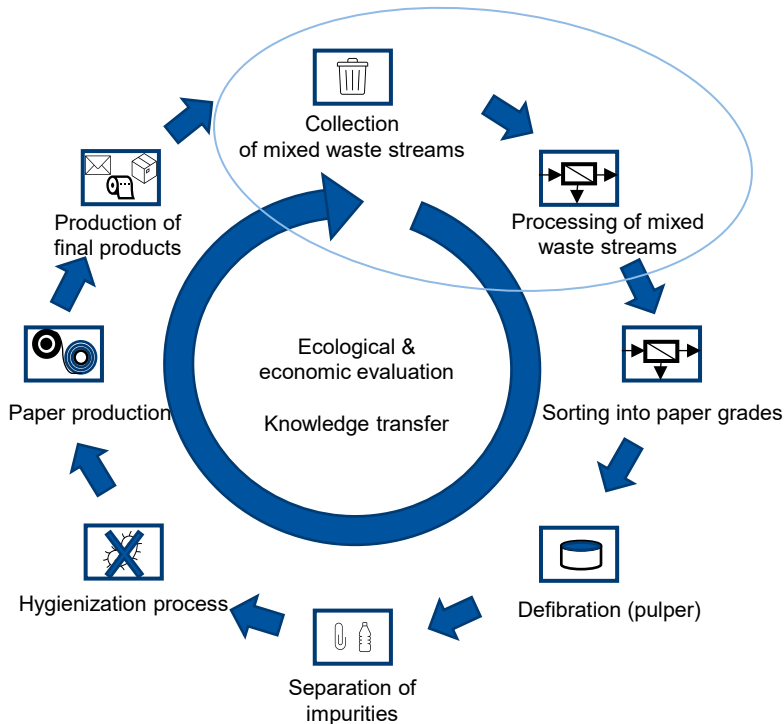 Collection
of mixed waste streams
Processing of mixed
waste streams
Sorting into paper grades
Defibration (pulper)
Separation of
impurities
Hygienization process
Paper production
Production of
final products
Ecological &
economic evaluation
Knowledge transfer